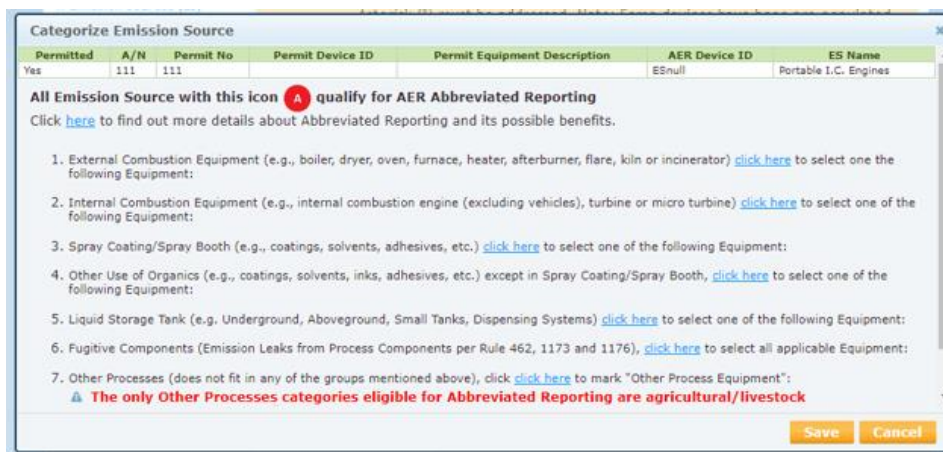 Categorize Emission Source
Permitted A/N Permit No Permit Device ID Permit Equipment Description AER Device ID ES Name
Yes 111 111 ESnull Portable I.C. Engines
All Emission Source with this icon A qualify for AER Abbreviated Reporting
Click here to find out more details about Abbreviated Reporting and its possible benefits.
1. External Combustion Equipment (e.g., boiler, dryer, oven, furnace, heater, afterburner, flare, kiln or incinerator) click here to select one the
following Equipment:
2. Internal Combustion Equipment (e.g., internal combustion engine (excluding vehicles), turbine or micro turbine) click here to select one of the
following Equipment:
3. Spray Coating/Spray Booth (e.g., coatings, solvents, adhesives, etc.) click here to select one of the following Equipment:
4. Other Use of Organics (e.g., coatings, solvents, inks, adhesives, etc.) except in Spray Coating/Spray Booth, click here to select one of the
following Equipment:
5. Liquid Storage Tank (e.g. Underground, Aboveground, Small Tanks, Dispensing Systems) click here to select one of the following Equipment:
6. Fugitive Components (Emission Leaks from Process Components per Rule 462, 1173 and 1176), click here to select all applicable Equipment:
7. Other Processes (does not fit in any of the groups mentioned above), click click here to mark "Other Process Equipment":
The only Other Processes categories eligible for Abbreviated Reporting are agricultural/livestock
Save Cancel